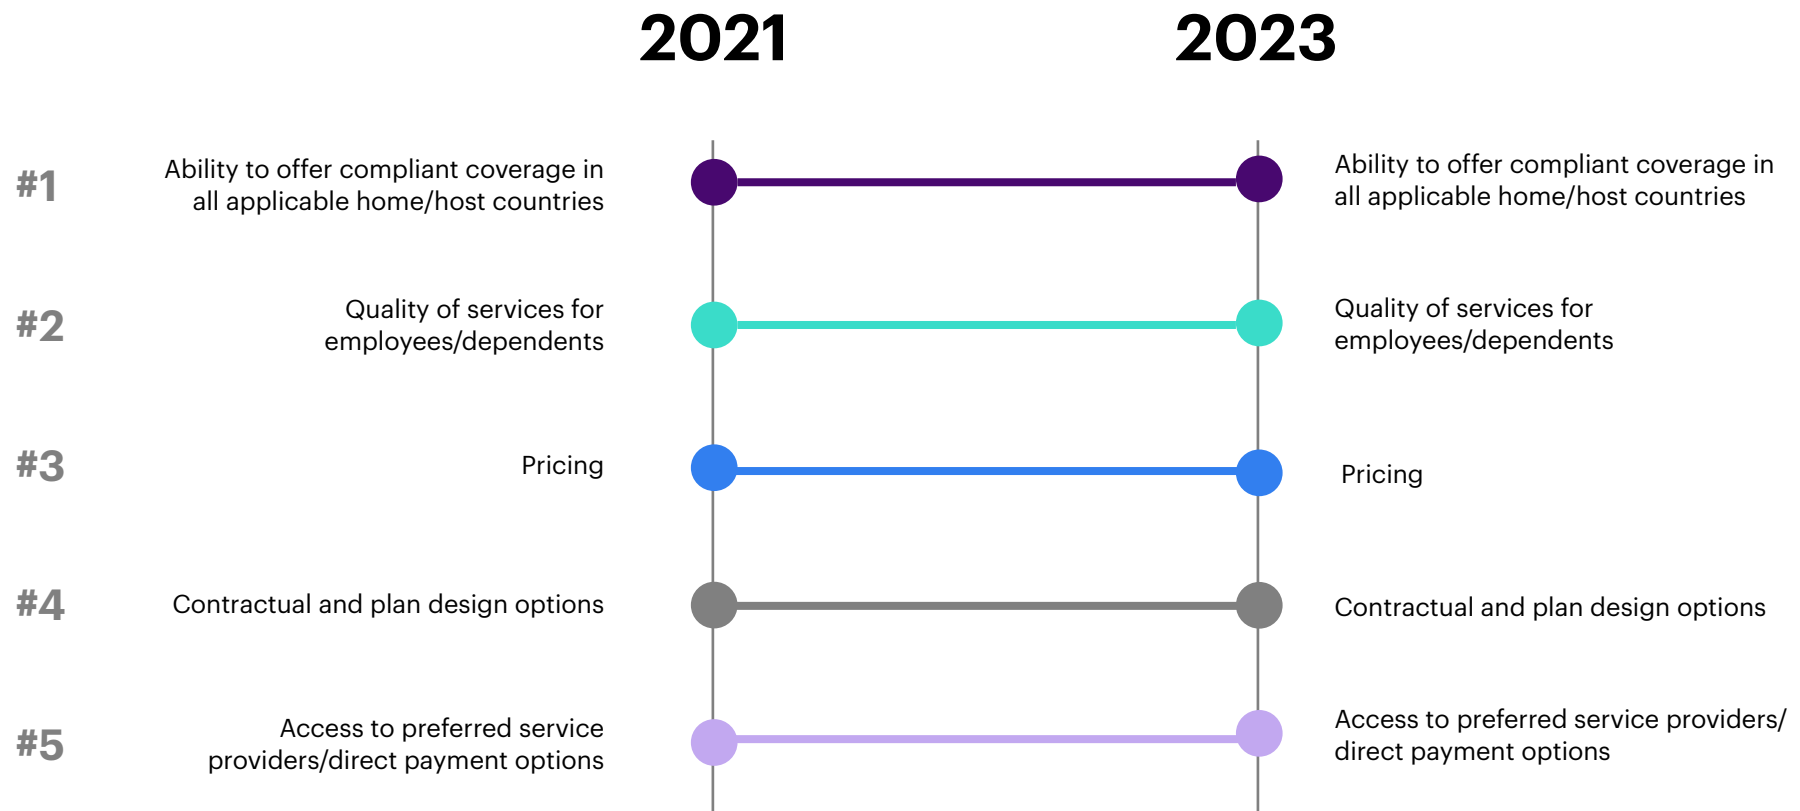 2021
2023
#1
Ability to offer compliant coverage in
all applicable home/host countries
Ability to offer compliant coverage in
all applicable home/host countries
#2
Quality of services for
employees/dependents
Quality of services for
employees/dependents
#3
Pricing
Pricing
#4
Contractual and plan design options
Contractual and plan design options
#5
Access to preferred service
providers/direct payment options
Access to preferred service providers/
direct payment options